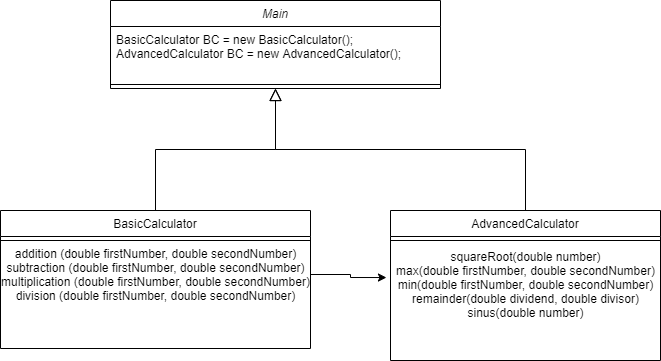 Main
BasicCalculator BC = new BasicCalculator();
AdvancedCalculator BC = new AdvancedCalculator();
BasicCalculator
addition (double firstNumber, double secondNumber)
subtraction (double firstNumber, double secondNumber)
multiplication (double firstNumber, double secondNumber)
division (double firstNumber, double secondNumber)
AdvancedCalculator
squareRoot(double number)
max(double firstNumber, double secondNumber)
min(double firstNumber, double secondNumber)
remainder(double dividend, double divisor)
sinus(double number)